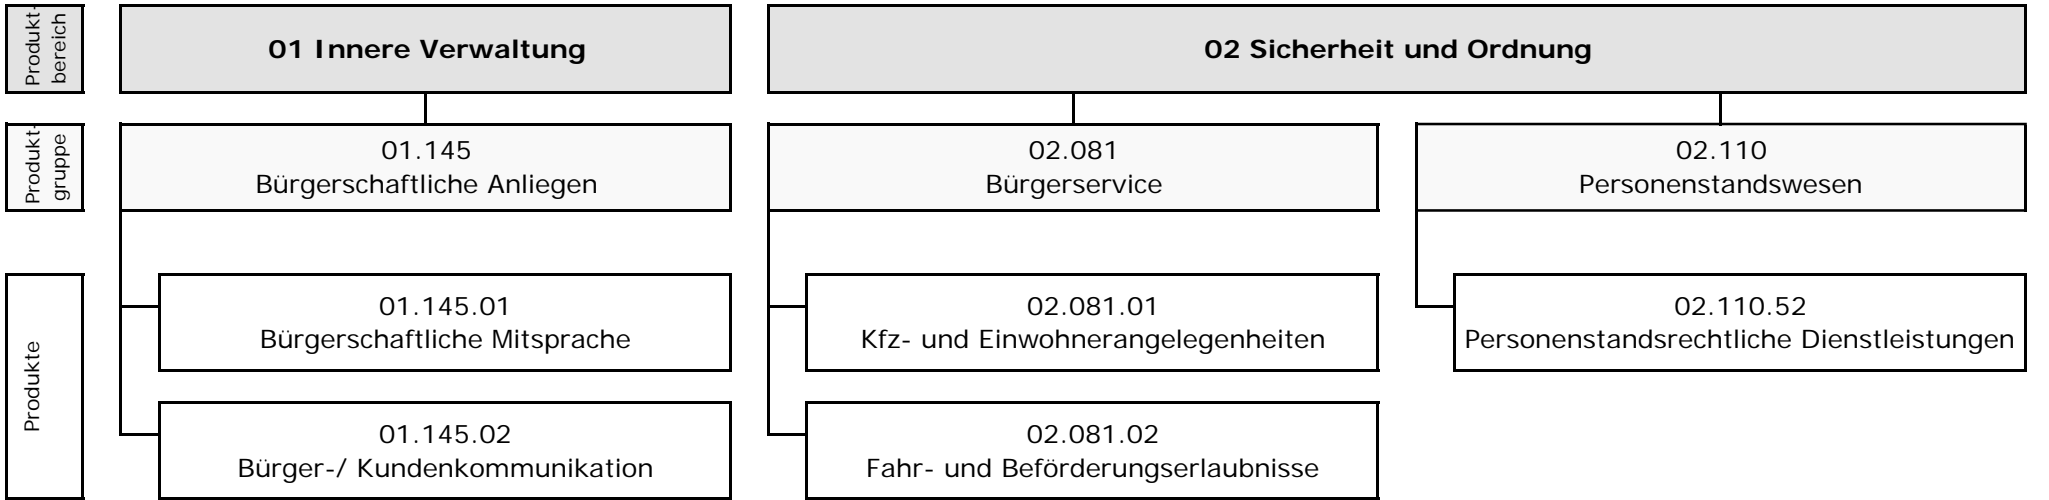 Produkt-
bereich
01 Innere Verwaltung
02 Sicherheit und Ordnung
Produkt-
gruppe
01.145
Bürgerschaftliche Anliegen
02.081
Bürgerservice
02.110
Personenstandswesen
Produkte
01.145.01
Bürgerschaftliche Mitsprache
02.081.01
Kfz- und Einwohnerangelegenheiten
02.110.52
Personenstandsrechtliche Dienstleistungen
01.145.02
Bürger-/ Kundenkommunikation
02.081.02
Fahr- und Beförderungserlaubnisse